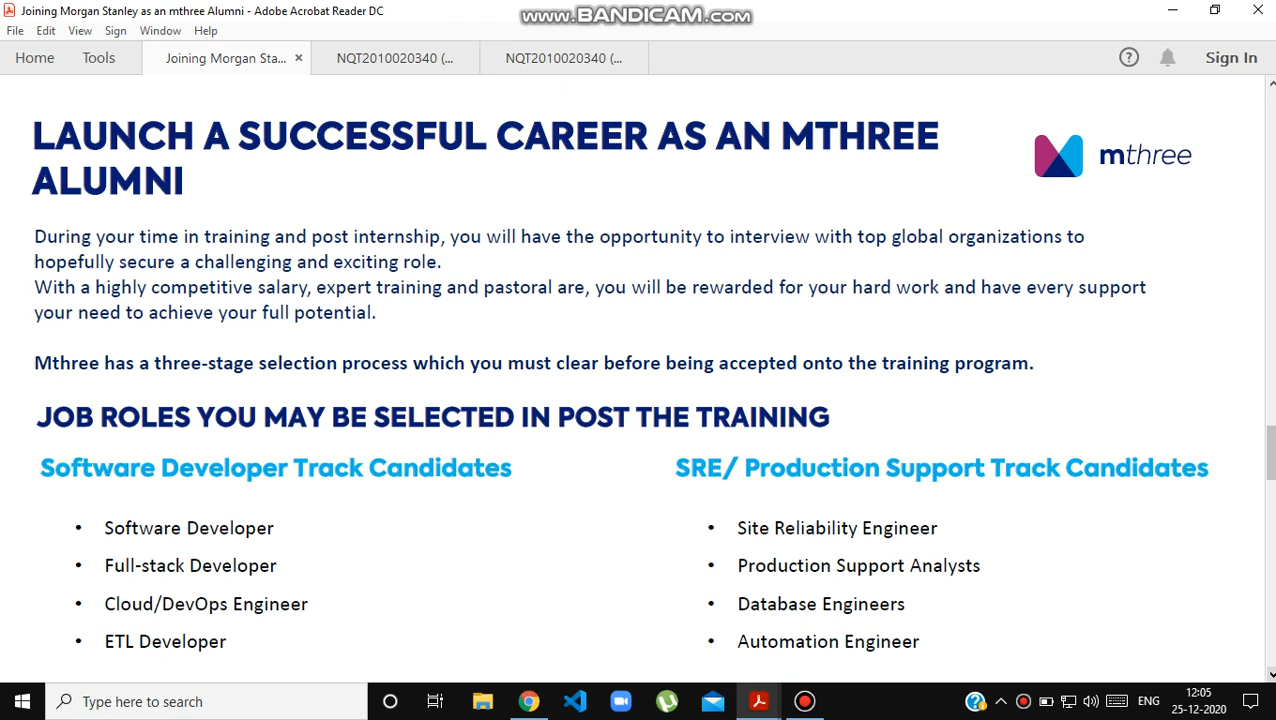 Joining Morgan Stanley as an mthree Alumni - Adobe Acrobat Reader DC
www.BANDICAM.com
File Edit View Sign Window Help
Home Tools Joining Morgan Sta... × NQT2010020340 (... NQT2010020340 (... Sign In
LAUNCH A SUCCESSFUL CAREER AS AN MTHREE
ALUMNI
mthree
During your time in training and post internship, you will have the opportunity to interview with top global organizations to
hopefully secure a challenging and exciting role.
With a highly competitive salary, expert training and pastoral are, you will be rewarded for your hard work and have every support
your need to achieve your full potential.
Mthree has a three-stage selection process which you must clear before being accepted onto the training program.
JOB ROLES YOU MAY BE SELECTED IN POST THE TRAINING
Software Developer Track Candidates
• Software Developer
• Full-stack Developer
• Cloud/DevOps Engineer
• ETL Developer
SRE/ Production Support Track Candidates
• Site Reliability Engineer
• Production Support Analysts
• Database Engineers
• Automation Engineer
Type here to search
ENG
12:05
25-12-2020